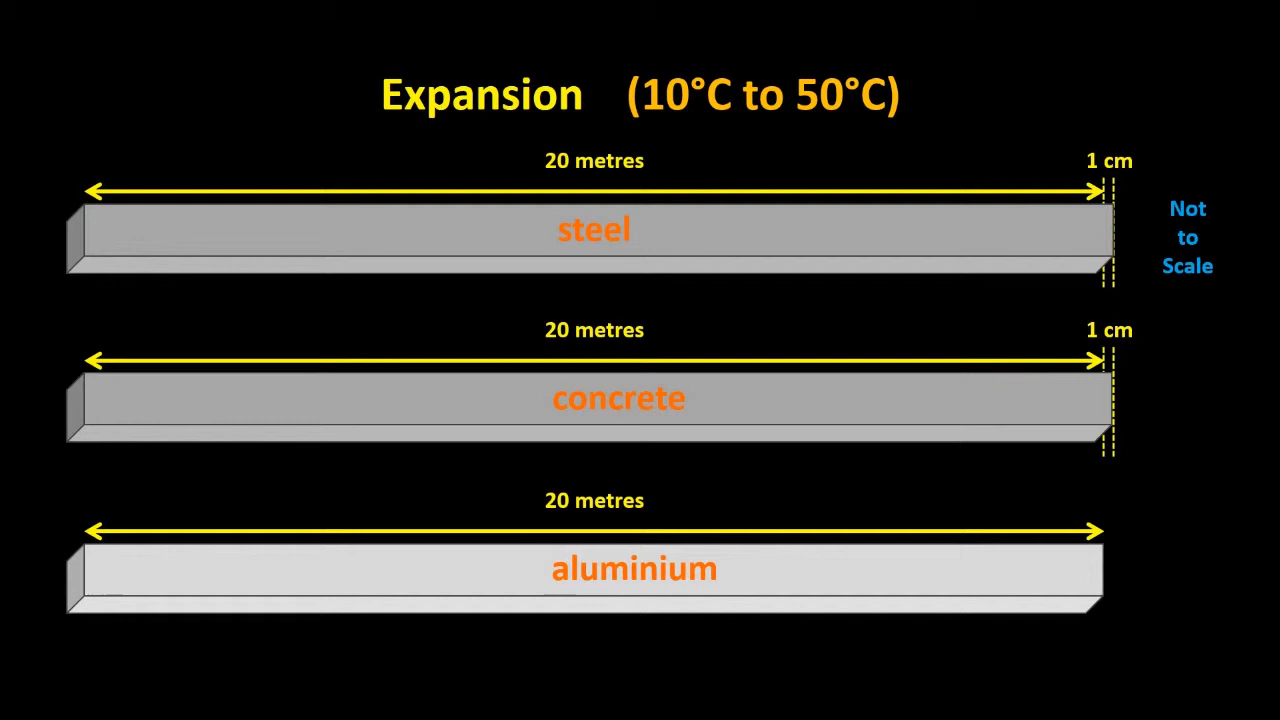 Expansion (10°C to 50°C)
20 metres 1 cm
steel
Not
to
Scale
20 metres 1 cm
concrete
20 metres
aluminium